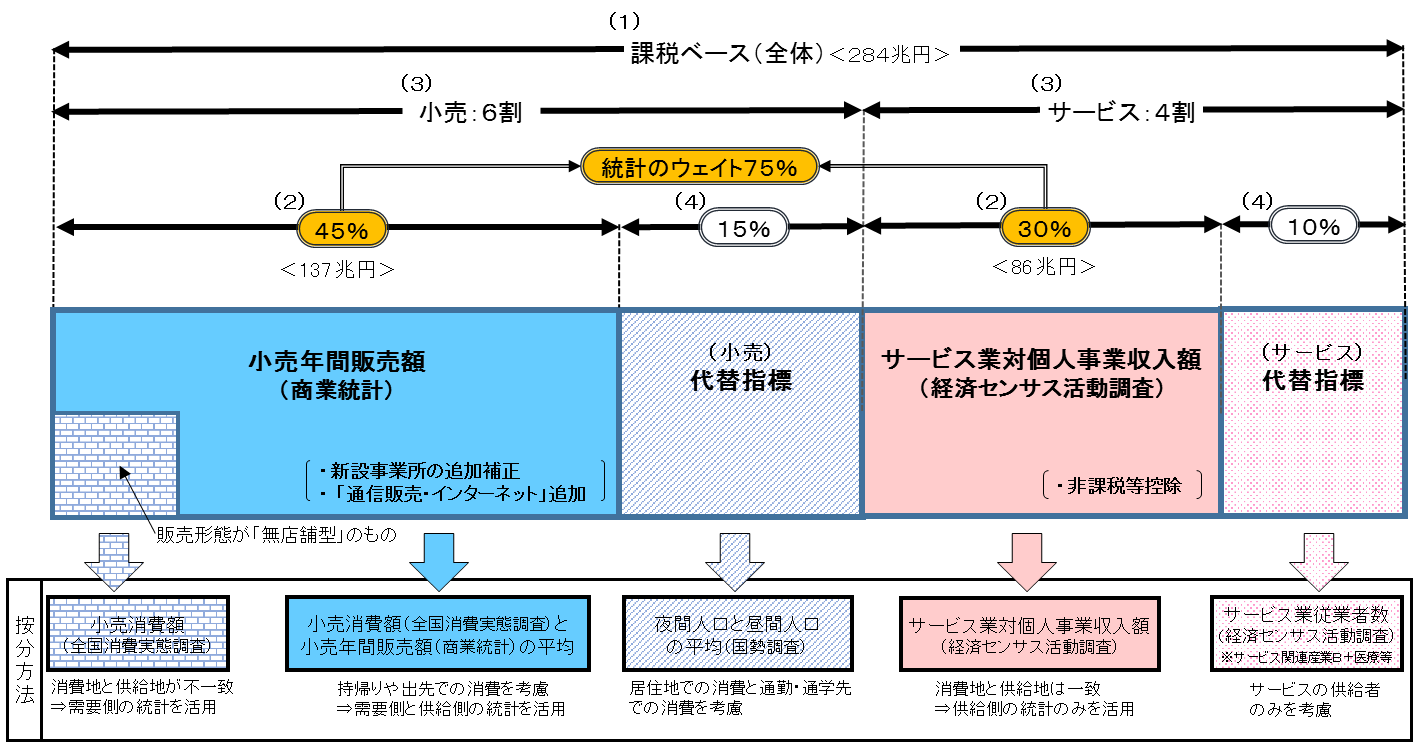 （１）
課税ベース（全体）＜284兆円＞
（３）
小売：６割
（３）
サービス：４割
統計のウェイト75％
（２）
45％
＜137兆円＞
（４）
15％
（２）
30％
＜86兆円＞
（４）
10％
小売年間販売額
（商業統計）
・新設事業所の追加補正
・「通信販売・インターネット」追加
販売形態が「無店舗型」のもの
（小売）
代替指標
サービス業対個人事業収入額
（経済センサス活動調査）
・非課税等控除
（サービス）
代替指標
按分方法
小売消費額
（全国消費実態調査）
消費地と供給地が不一致
⇒需要側の統計を活用
小売消費額（全国消費実態調査）と
小売年間販売額（商業統計）の平均
持帰りや出先での消費を考慮
⇒需要側と供給側の統計を活用
夜間人口と昼間人口
の平均（国勢調査）
居住地での消費と通勤・通学先
での消費を考慮
サービス業対個人事業収入額
（経済センサス活動調査）
消費地と供給地は一致
⇒供給側の統計のみを活用
サービス業従業者数
（経済センサス活動調査）
※サービス関連産業Ｂ＋医療等
サービスの供給者
のみを考慮